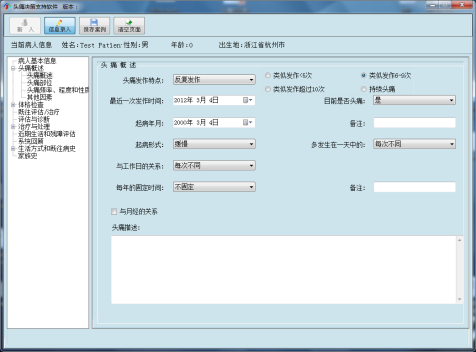 头痛决策支持软件 版本：
信息录入 保存案例 清空页面
当前病人信息 姓名:Test Patien 性别:男 年龄:0 出生地:浙江省杭州市
病人基本信息
头痛概述
头痛概述
头痛部位
头痛频率、程度和性质
其他因素
体格检查
既往评估/治疗
评估与诊断
治疗与处理
近期生活和残障评估
系统回顾
生活方式和既往病史
家族史
头 痛 概 述
头痛发作特点: 反复发作 类似发作<5次 类似发作6-9次
类似发作超过10次 持续头痛
最近一次发作时间: 2012年 3月 4日 目前是否头痛: 是
起病年月: 2000年 3月 4日 备注:
起病形式: 缓慢 多发生在一天中的: 每次不同
与工作日的关系: 每次不同
每年的固定时间: 不固定 备注:
与月经的关系
头痛描述: